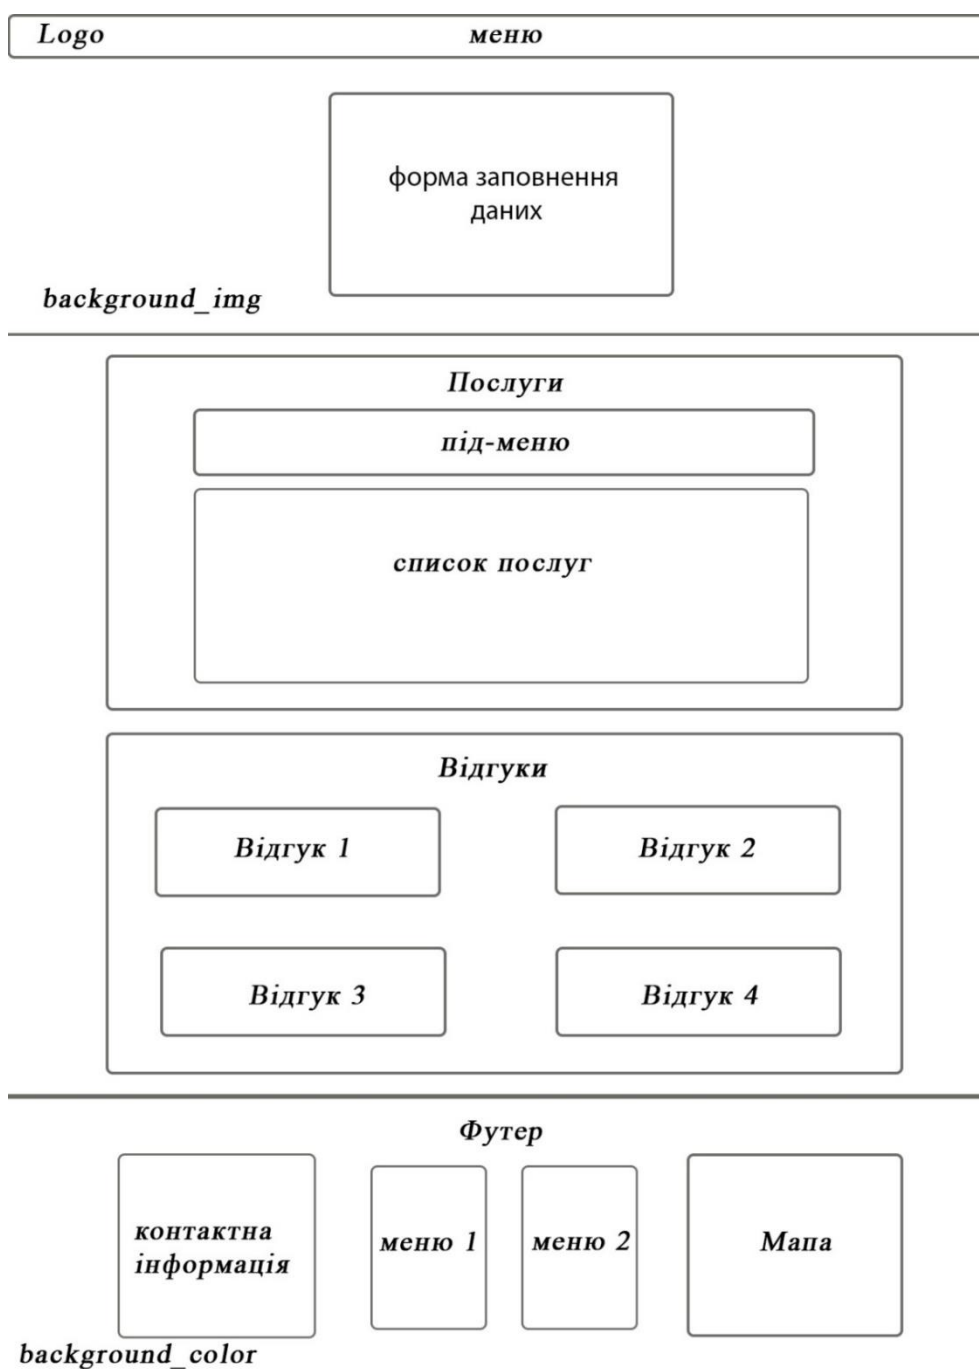 Logo
меню
форма заповнення
даних
background_img
Послуги
під-меню
список послуг
Відгуки
Відгук 1
Відгук 2
Відгук 3
Відгук 4
Футер
контактна
інформація
меню 1
меню 2
Мапа
background_color